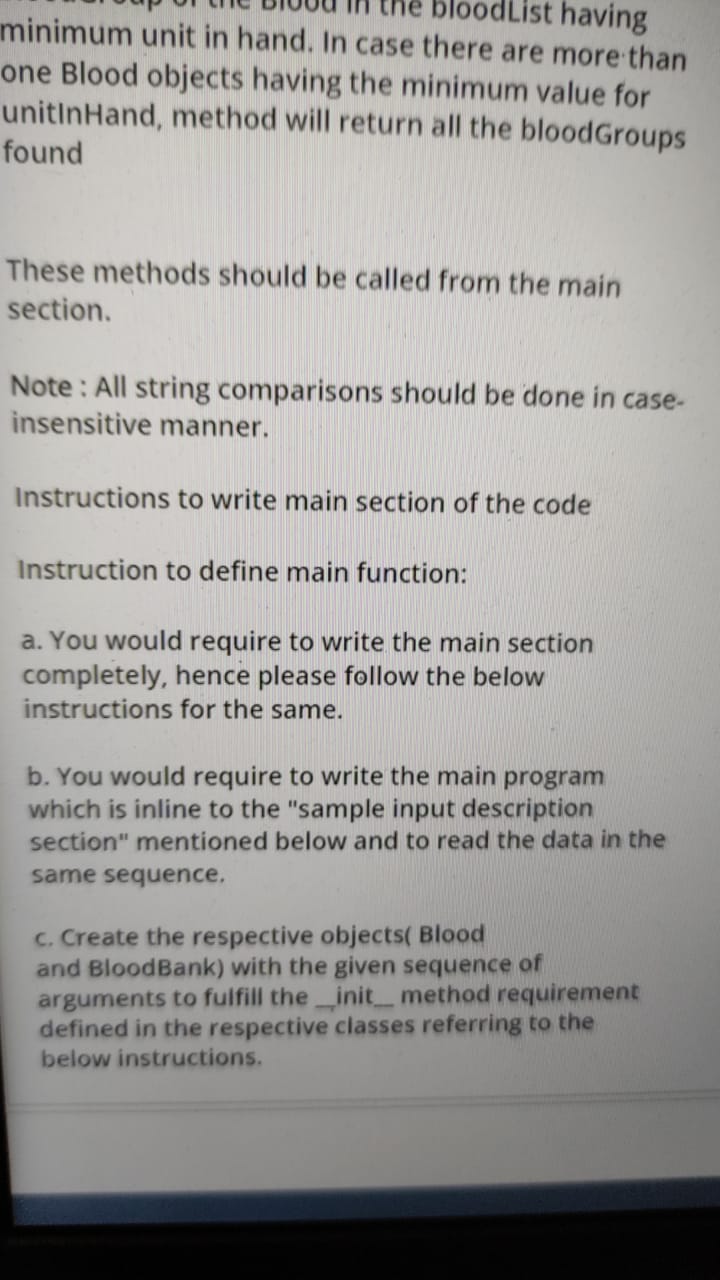 in the bloodList having
minimum unit in hand. In case there are more than
one Blood objects having the minimum value for
unitInHand, method will return all the bloodGroups
found
These methods should be called from the main
section.
Note : All string comparisons should be done in case-
insensitive manner.
Instructions to write main section of the code
Instruction to define main function:
a. You would require to write the main section
completely, hence please follow the below
instructions for the same.
b. You would require to write the main program
which is inline to the "sample input description
section" mentioned below and to read the data in the
same sequence.
c. Create the respective objects( Blood
and BloodBank) with the given sequence of
arguments to fulfill the __init__ method requirement
defined in the respective classes referring to the
below instructions.